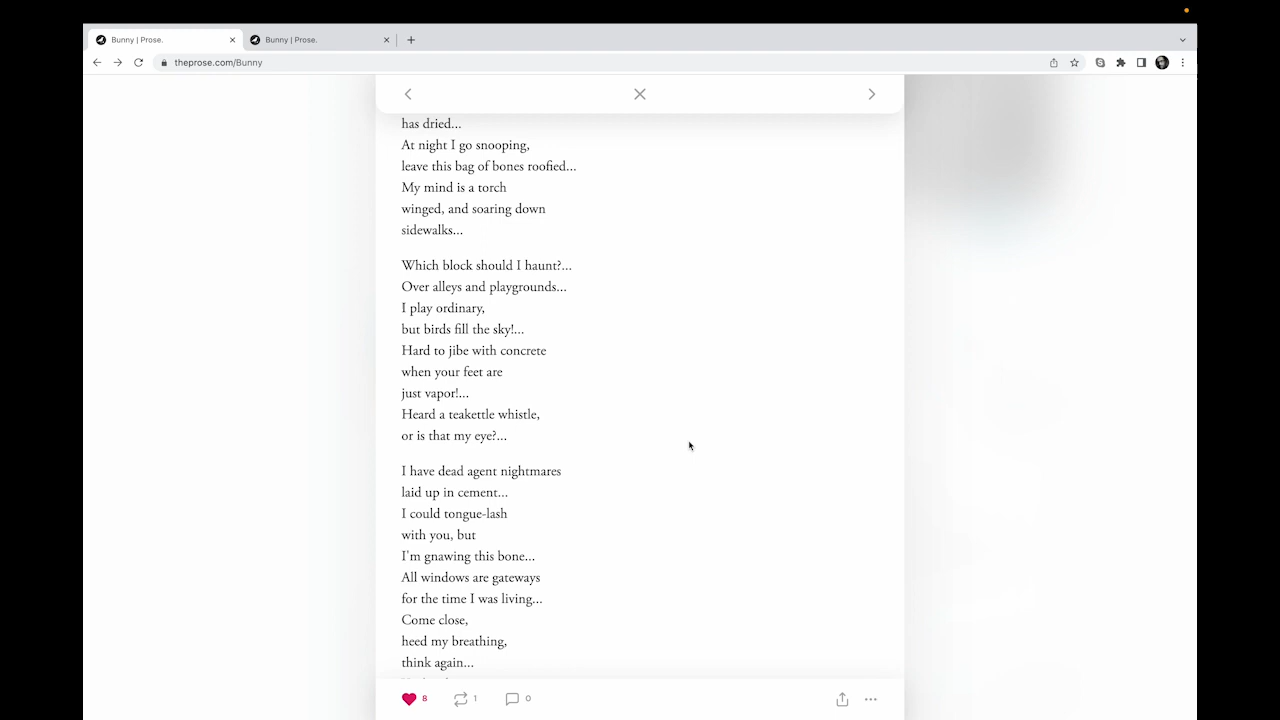 Bunny | Prose.
Bunny | Prose.
theprose.com/Bunny
has dried...
At night I go snooping,
leave this bag of bones roofied...
My mind is a torch
winged, and soaring down
sidewalks...
Which block should I haunt?...
Over alleys and playgrounds...
I play ordinary,
but birds fill the sky!...
Hard to jibe with concrete
when your feet are
just vapor!...
Heard a teakettle whistle,
or is that my eye?...
I have dead agent nightmares
laid up in cement...
I could tongue-lash
with you, but
I'm gnawing this bone...
All windows are gateways
for the time I was living...
Come close,
heed my breathing,
think again...
8 1 0